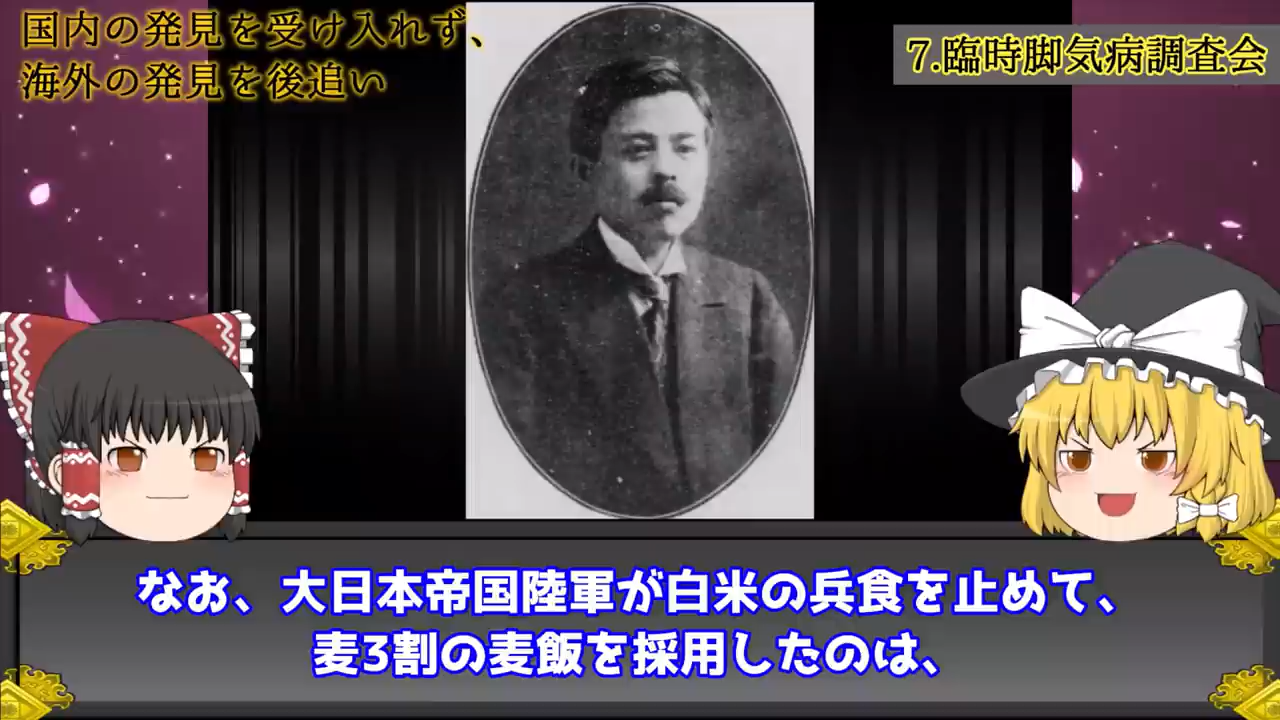 国内の発見を受け入れず、
海外の発見を後追い
7.臨時脚気病調査会
なお、大日本帝国陸軍が白米の兵食を止めて、
麦3割の麦飯を採用したのは、